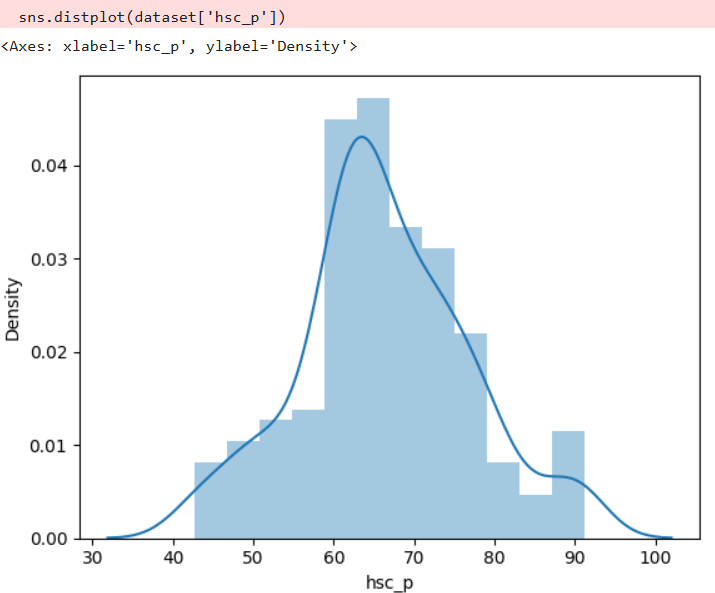 sns.distplot(dataset['hsc_p'])
<Axes: xlabel='hsc_p', ylabel='Density'>
0.04
0.03
0.02
0.01
0.00
Density
30 40 50 60 70 80 90 100
hsc_p